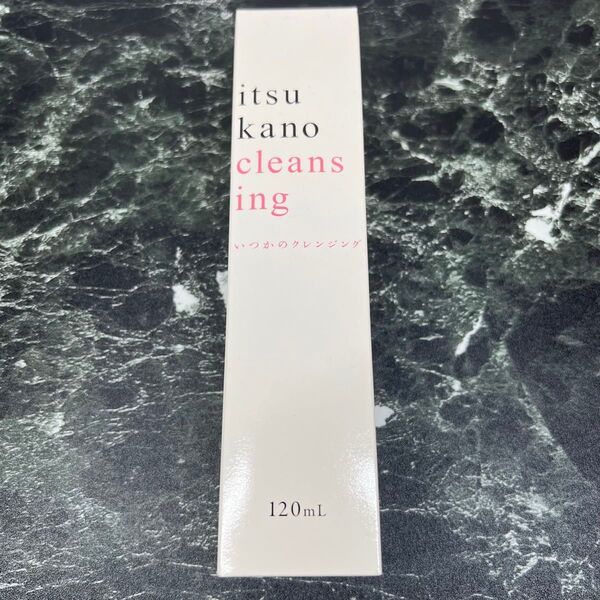 itsu
kano
cleans
ing
いつかのクレンジング
120mL